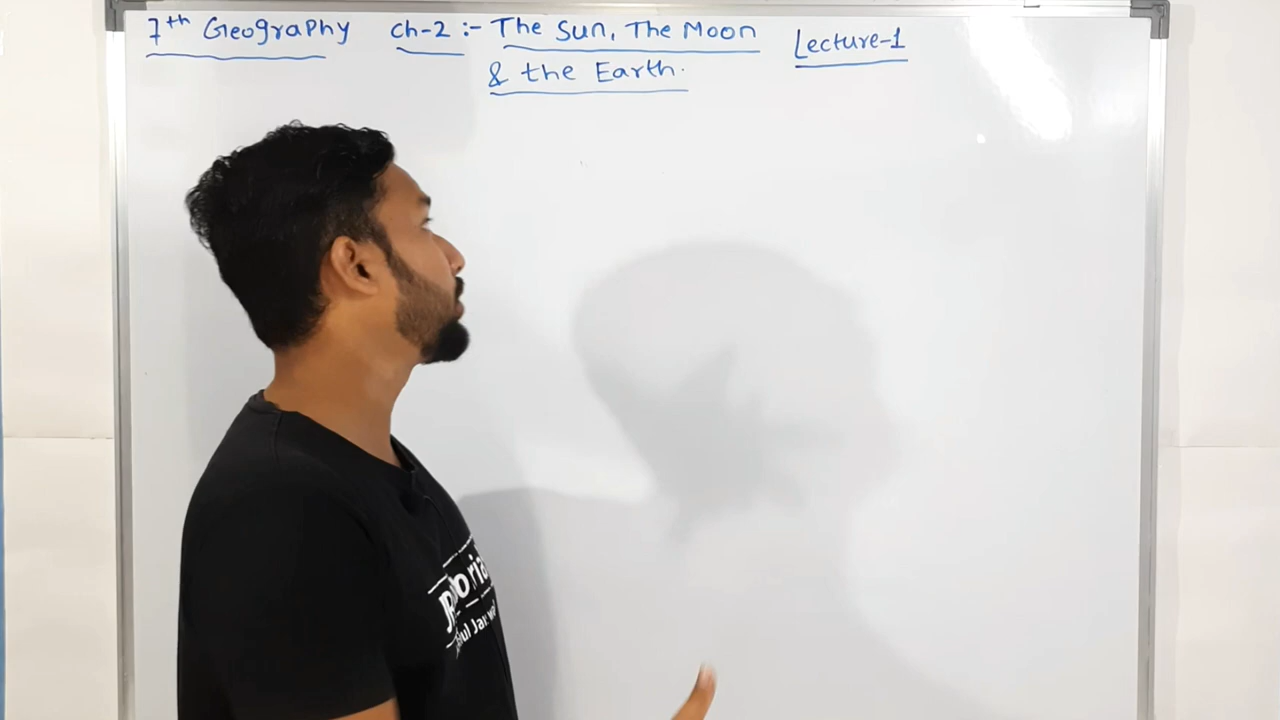 7th Geography ch-2 :- The Sun, The Moon Lecture-1
& the Earth.